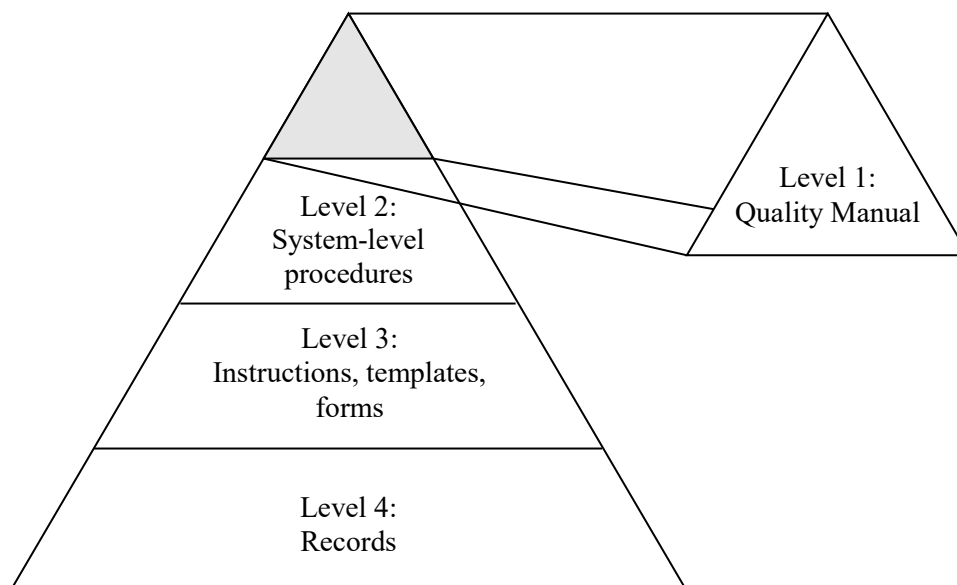 Level 1:
Quality Manual
Level 2:
System-level
procedures
Level 3:
Instructions, templates,
forms
Level 4:
Records